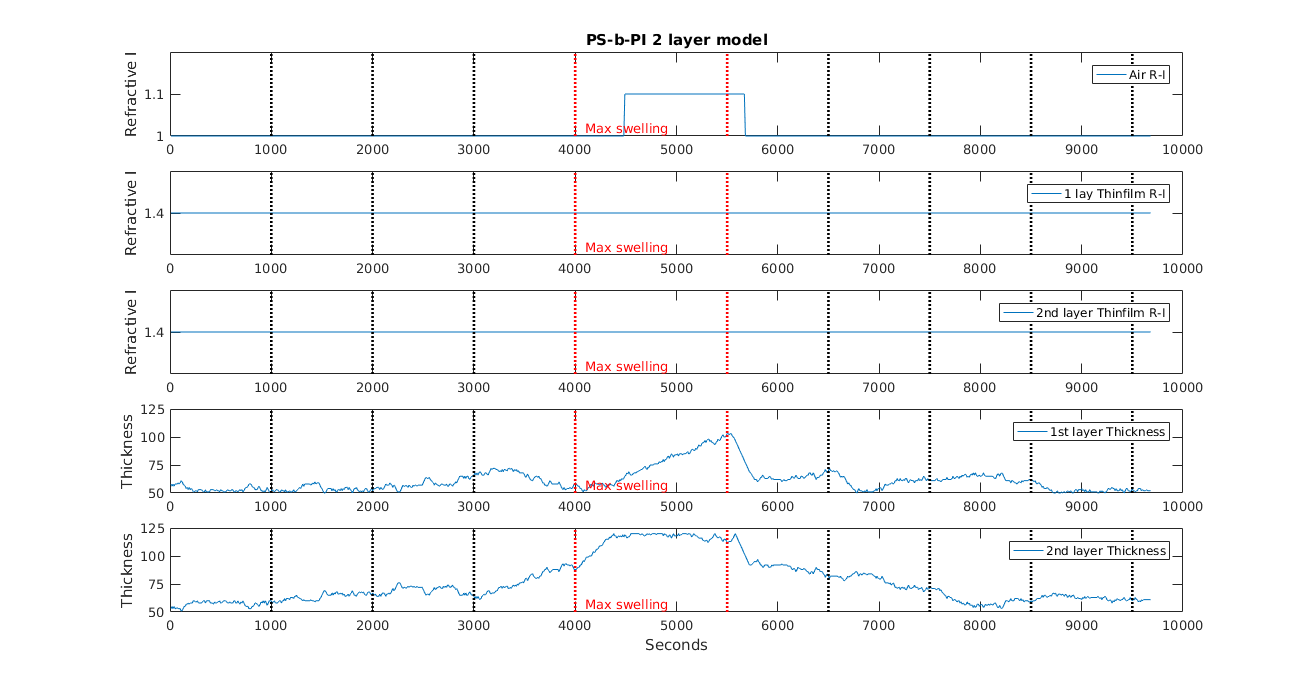 PS-b-PI 2 layer model
Refractive I
1.1
1
Air R-I
Max swelling
0 1000 2000 3000 4000 5000 6000 7000 8000 9000 10000
Refractive I
1.4
1 lay Thinfilm R-I
Max swelling
0 1000 2000 3000 4000 5000 6000 7000 8000 9000 10000
Refractive I
1.4
2nd layer Thinfilm R-I
Max swelling
0 1000 2000 3000 4000 5000 6000 7000 8000 9000 10000
Thickness
125
100
75
50
1st layer Thickness
Max swelling
0 1000 2000 3000 4000 5000 6000 7000 8000 9000 10000
Thickness
125
100
75
50
2nd layer Thickness
Max swelling
0 1000 2000 3000 4000 5000 6000 7000 8000 9000 10000
Seconds